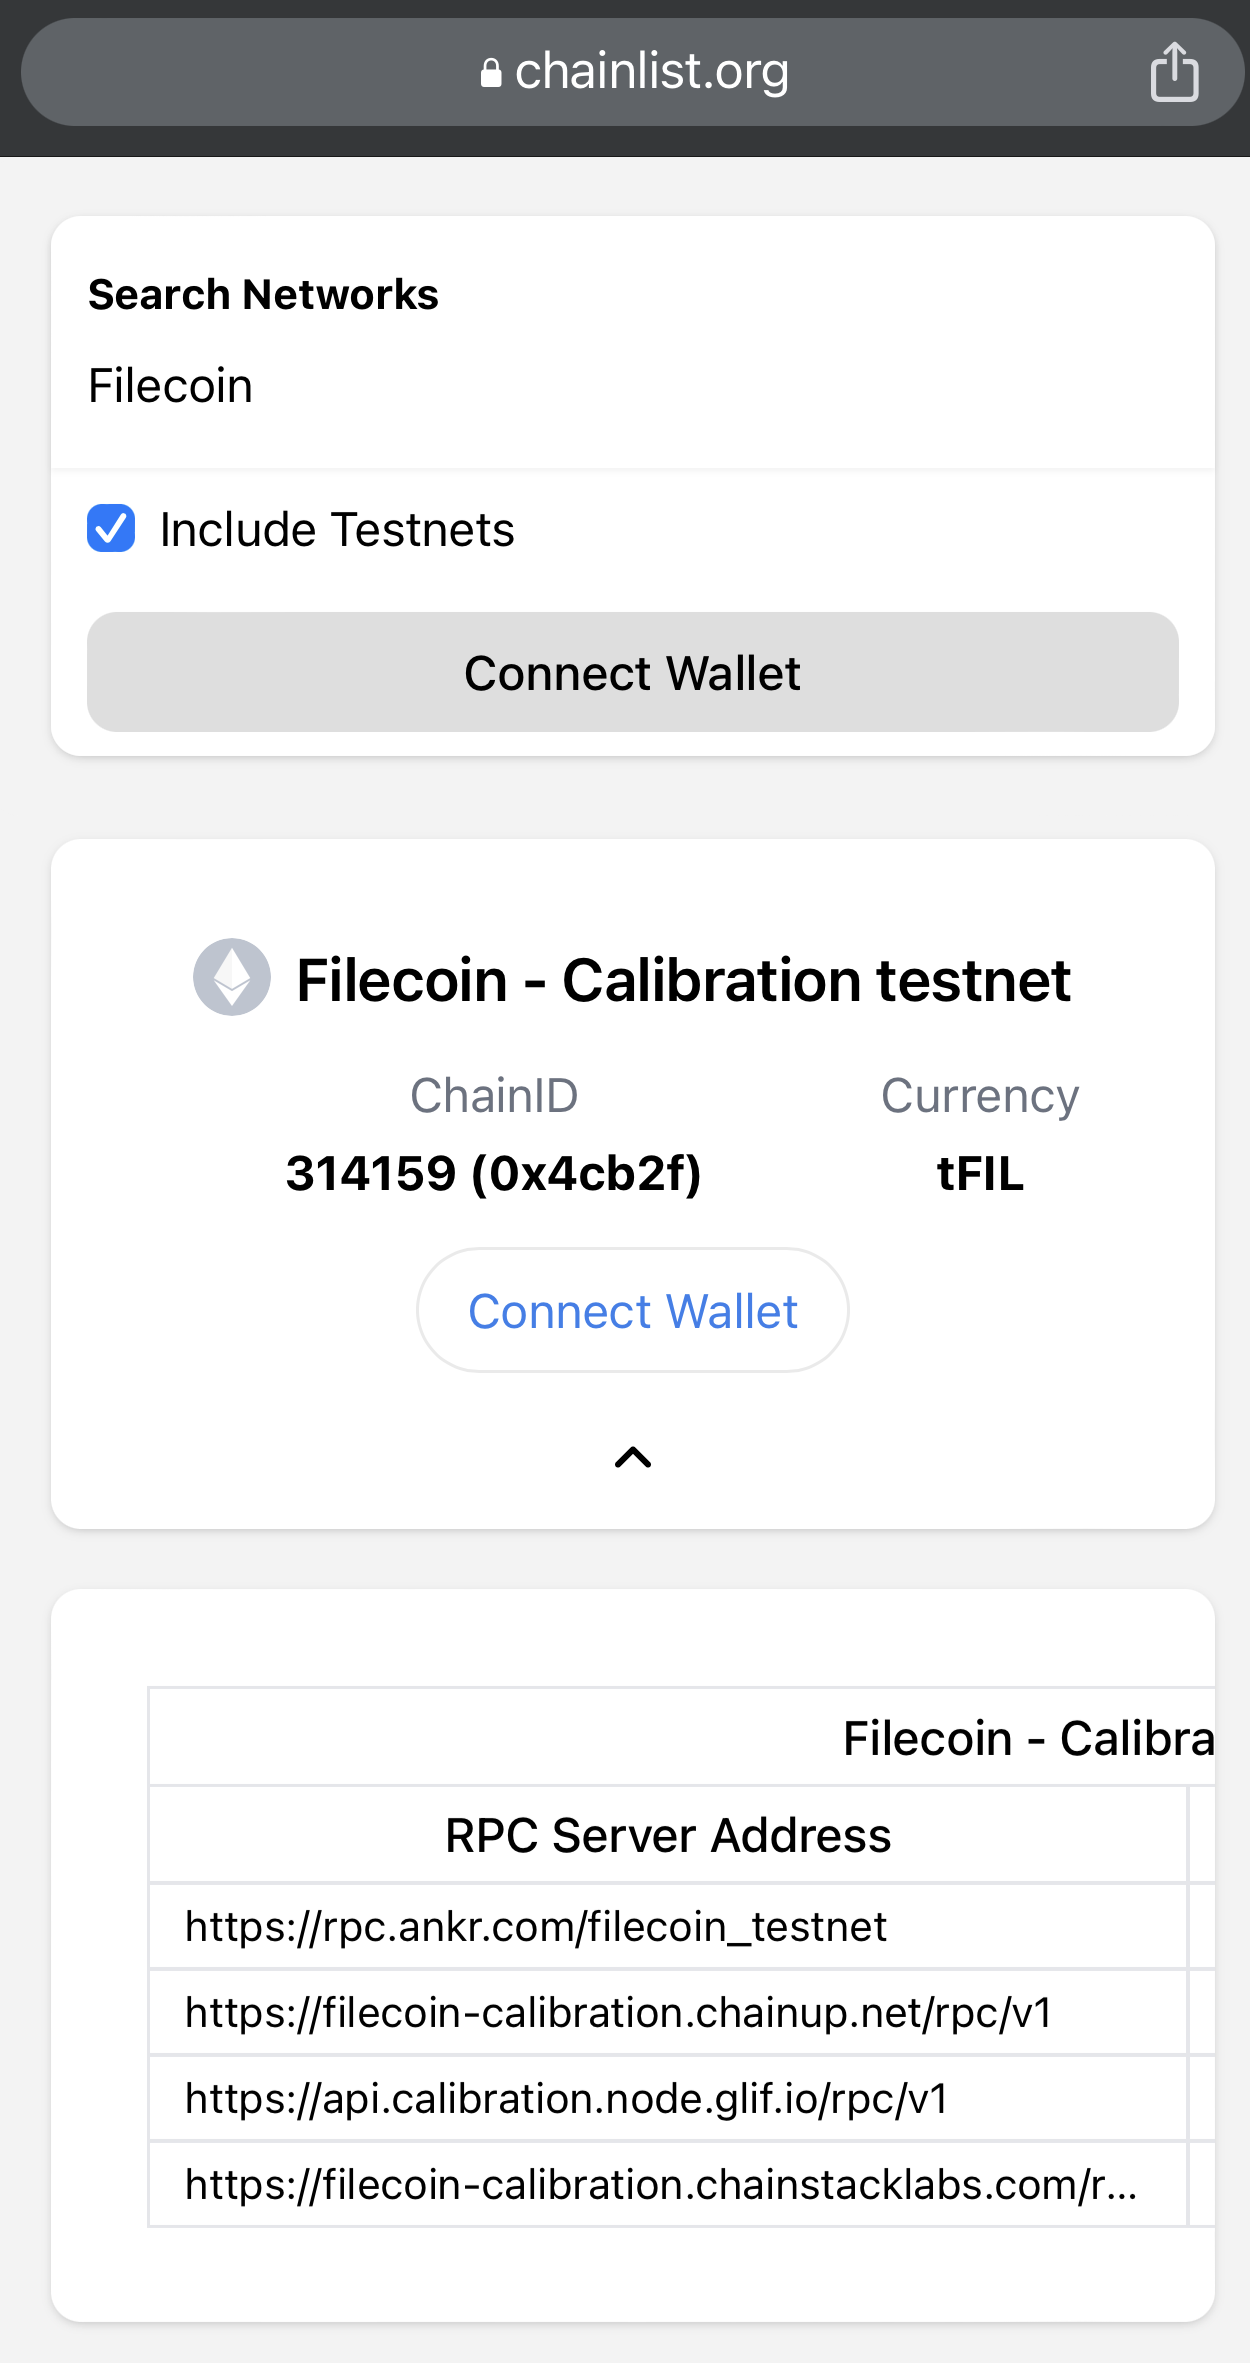 chainlist.org
Search Networks
Filecoin
Include Testnets
Connect Wallet
Filecoin - Calibration testnet
ChainID Currency
314159 (0x4cb2f) tFIL
Connect Wallet
Filecoin - Calibra
RPC Server Address
https://rpc.ankr.com/filecoin_testnet
https://filecoin-calibration.chainup.net/rpc/v1
https://api.calibration.node.glif.io/rpc/v1
https://filecoin-calibration.chainstacklabs.com/r...